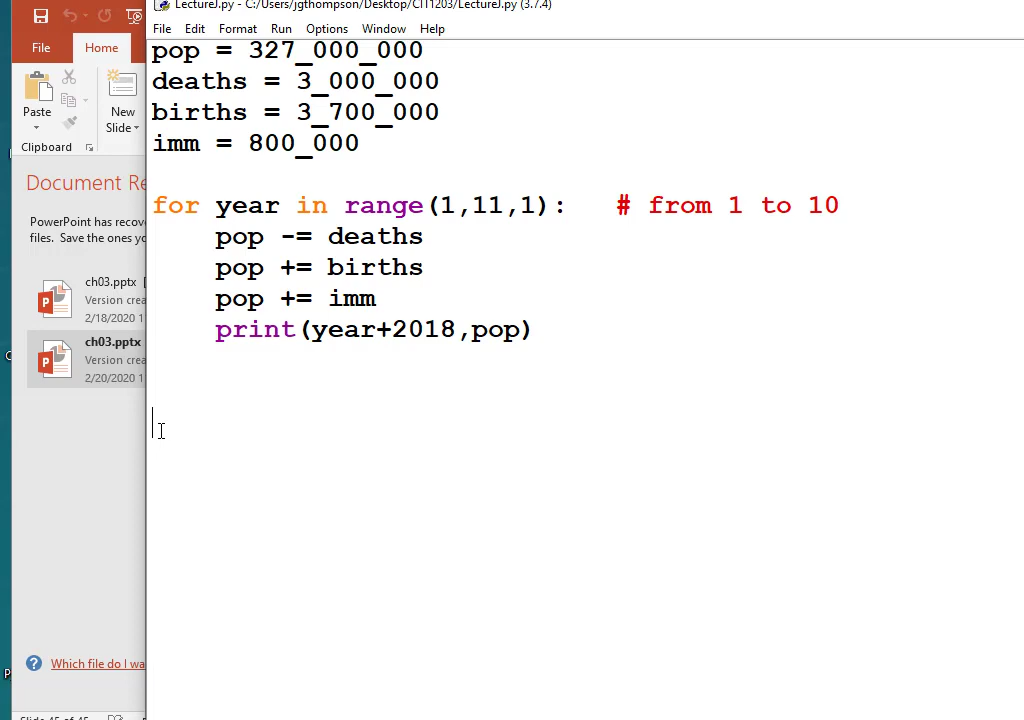 LectureJ.py - C:/Users/jgthompson/Desktop/CIT1203/LectureJ.py (3.7.4)
File Edit Format Run Options Window Help
File Home
Paste
New
Slide
Clipboard
Document Re
PowerPoint has recov
files. Save the ones yo
ch03.pptx [
Version crea
2/18/2020 1
ch03.pptx
Version crea
2/20/2020 1
? Which file do I wa
Slide 45 of 45
pop = 327_000_000
deaths = 3_000_000
births = 3_700_000
imm = 800_000
for year in range(1,11,1): # from 1 to 10
pop -= deaths
pop += births
pop += imm
print(year+2018,pop)